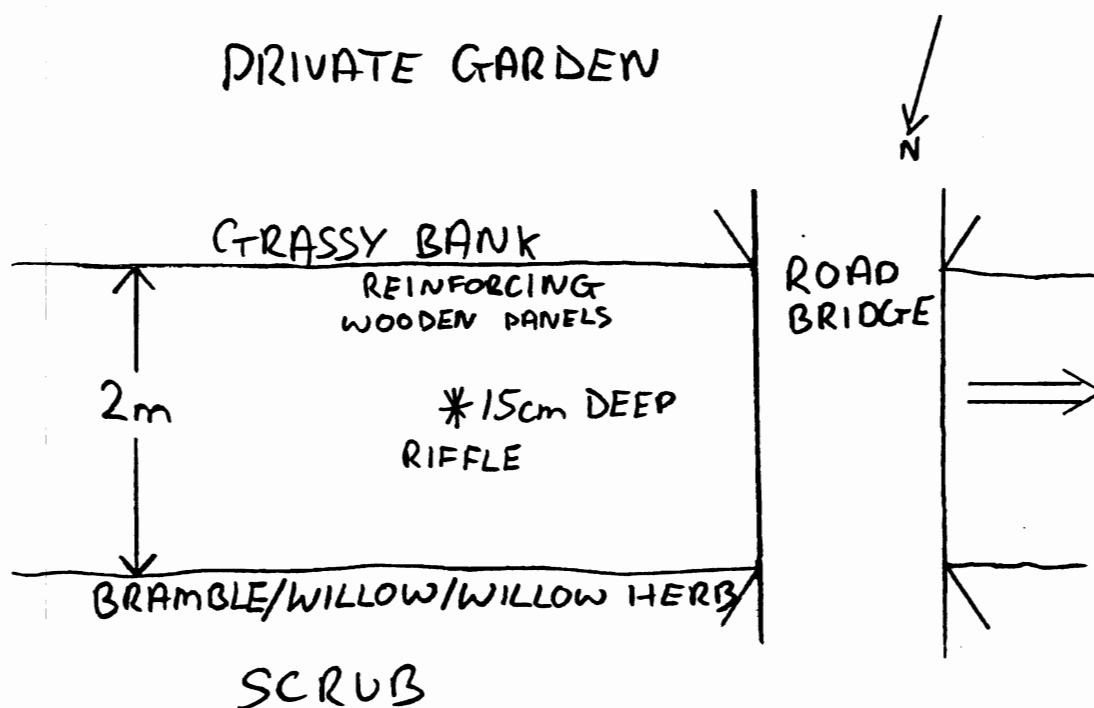 PRIVATE GARDEN
N
GRASSY BANK
REINFORCING
WOODEN PANELS
ROAD
BRIDGE
2m
*15cm DEEP
RIFFLE
BRAMBLE/WILLOW/WILLOW HERB
SCRUB